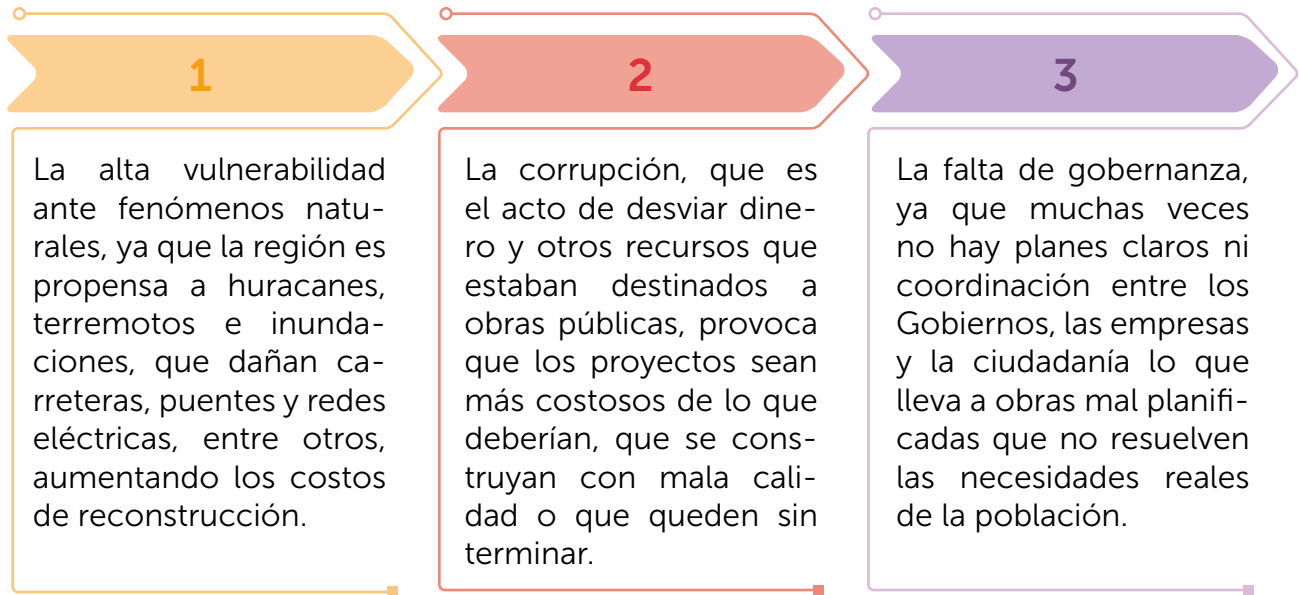 1
La alta vulnerabilidad
ante fenómenos natu-
rales, ya que la región es
propensa a huracanes,
terremotos e inunda-
ciones, que dañan ca-
rreteras, puentes y redes
eléctricas, entre otros,
aumentando los costos
de reconstrucción.
2
La corrupción, que es
el acto de desviar dine-
ro y otros recursos que
estaban destinados a
obras públicas, provoca
que los proyectos sean
más costosos de lo que
deberían, que se cons-
truyan con mala cali-
dad o que queden sin
terminar.
3
La falta de gobernanza,
ya que muchas veces
no hay planes claros ni
coordinación entre los
Gobiernos, las empresas
y la ciudadanía lo que
lleva a obras mal planifi-
cadas que no resuelven
las necesidades reales
de la población.